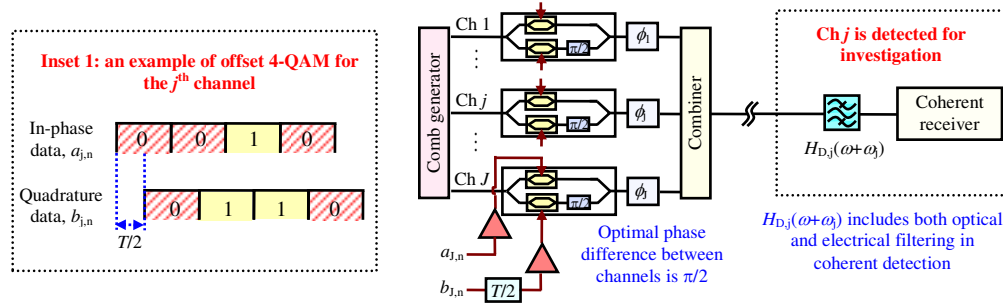 Inset 1: an example of offset 4-QAM for
the jth channel
In-phase
data, aj,n
0 0 1 0
Quadrature
data, bj,n
0 1 1 0
T/2
Comb generator
Ch 1
π/2
ϕ1
⋮ ⋮
Ch j
π/2
ϕj
⋮ ⋮
Ch J
π/2
ϕJ
Combiner
aJ,n
bJ,n
T/2
Optimal phase
difference between
channels is π/2
Ch j is detected for
investigation
HD,j(ω+ωj)
Coherent
receiver
HD,j(ω+ωj) includes both optical
and electrical filtering in
coherent detection